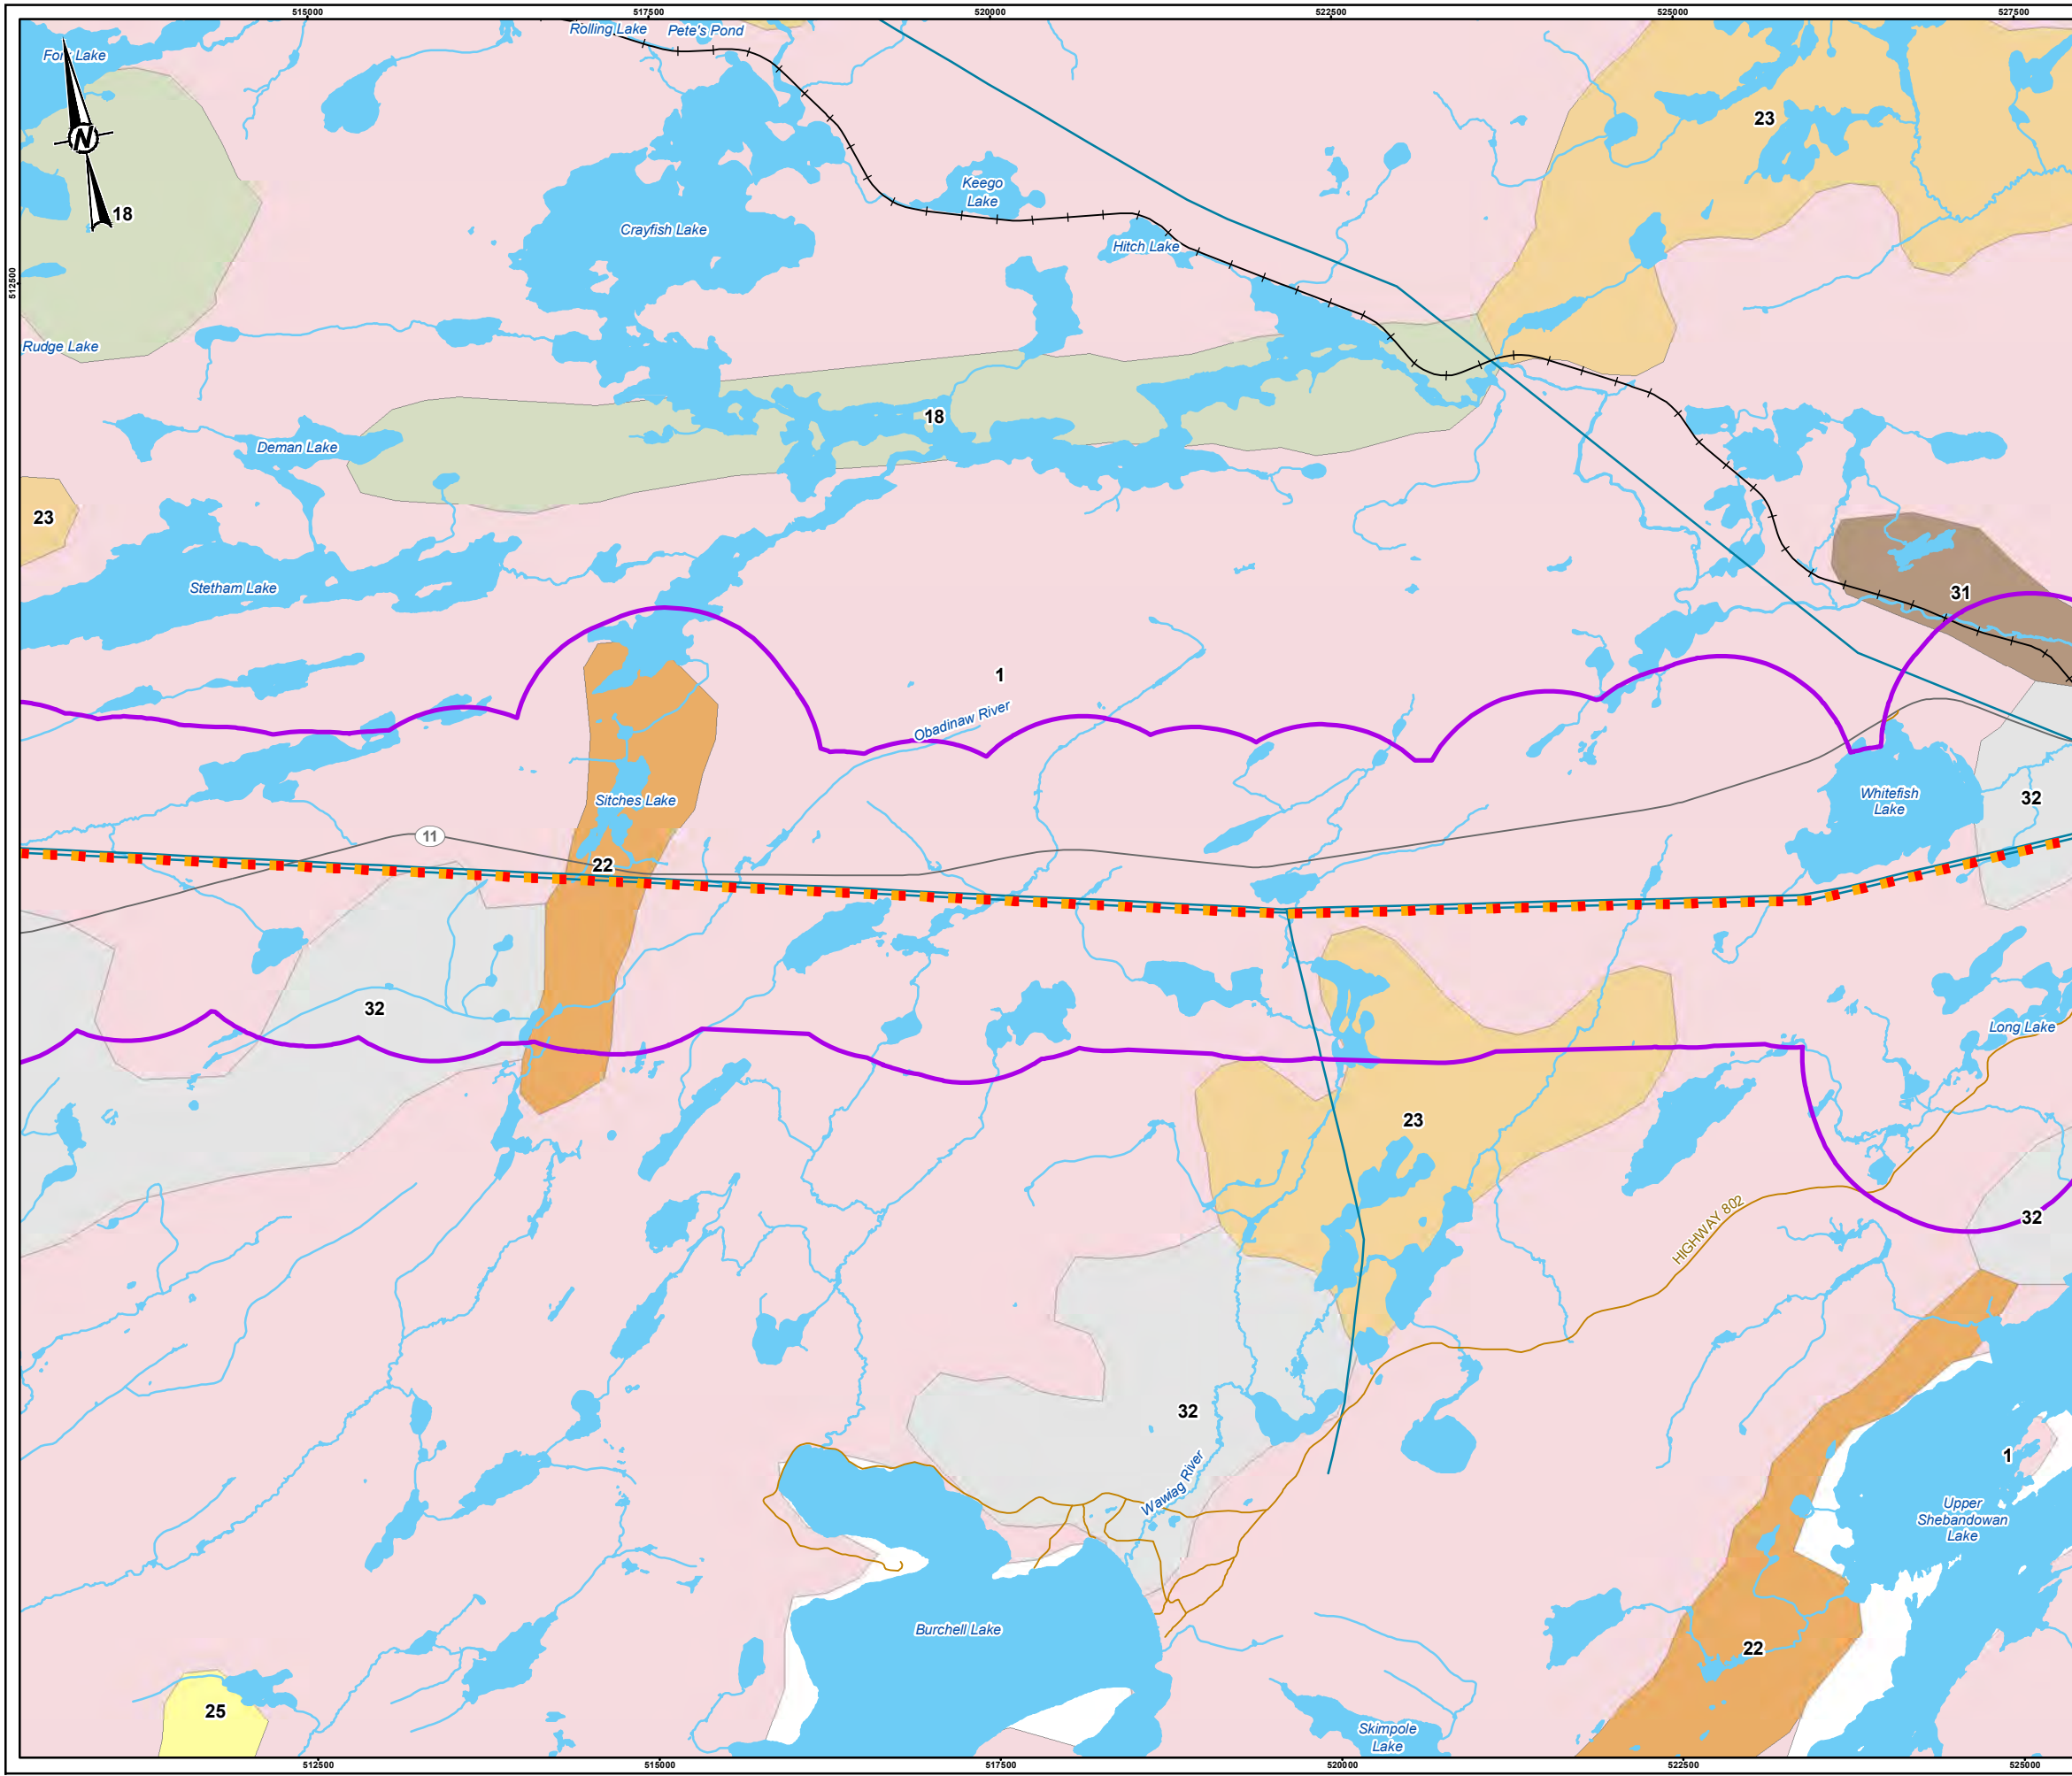 515000
517500
520000
522500
525000
527500
Rolling Lake
Pete's Pond
Fort Lake
N
23
Keego
Lake
18
Crayfish Lake
Hitch Lake
512500
Rudge Lake
18
Deman Lake
23
Stetham Lake
31
1
Obadinaw River
Sitches Lake
Whitefish
Lake
32
11
22
32
Long Lake
23
HIGHWAY 802
32
32
1
Wawiag River
Upper
Shebandowan
Lake
Burchell Lake
22
25
Skimpole
Lake
512500
515000
517500
520000
522500
525000